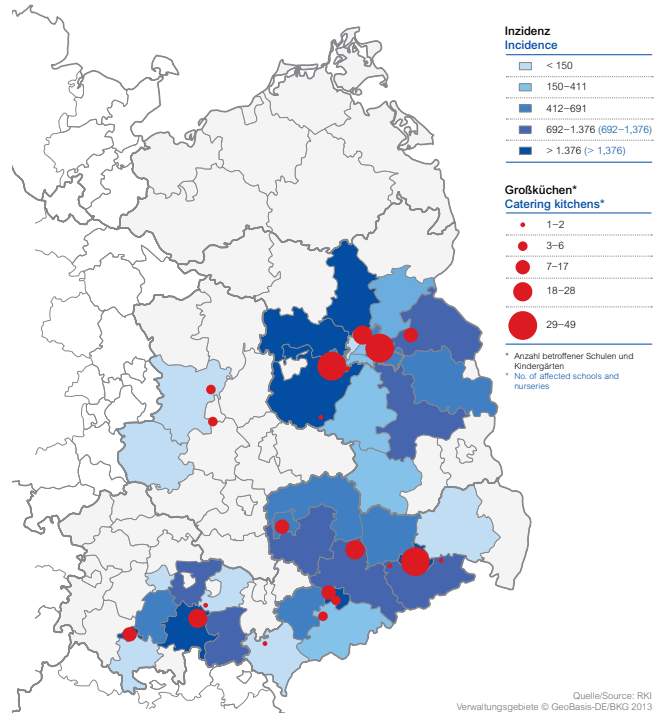 Inzidenz
Incidence
< 150
150–411
412–691
692–1.376 (692–1,376)
> 1.376 (> 1,376)
Großküchen*
Catering kitchens*
1–2
3–6
7–17
18–28
29–49
* Anzahl betroffener Schulen und
Kindergärten
* No. of affected schools and
nurseries
Quelle/Source: RKI
Verwaltungsgebiete © GeoBasis-DE/BKG 2013